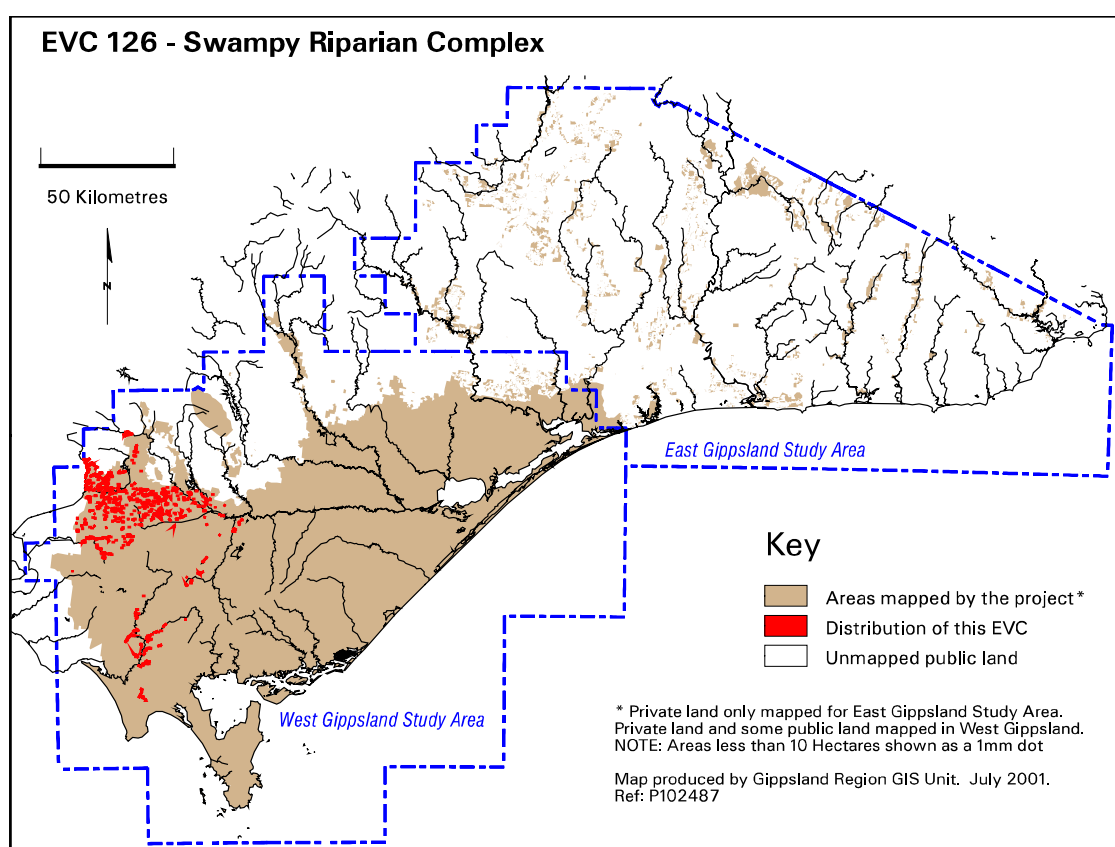 EVC 126 - Swampy Riparian Complex
50 Kilometres
N
East Gippsland Study Area
West Gippsland Study Area
Key
Areas mapped by the project *
Distribution of this EVC
Unmapped public land
* Private land only mapped for East Gippsland Study Area.
Private land and some public land mapped in West Gippsland.
NOTE: Areas less than 10 Hectares shown as a 1mm dot
Map produced by Gippsland Region GIS Unit. July 2001.
Ref: P102487